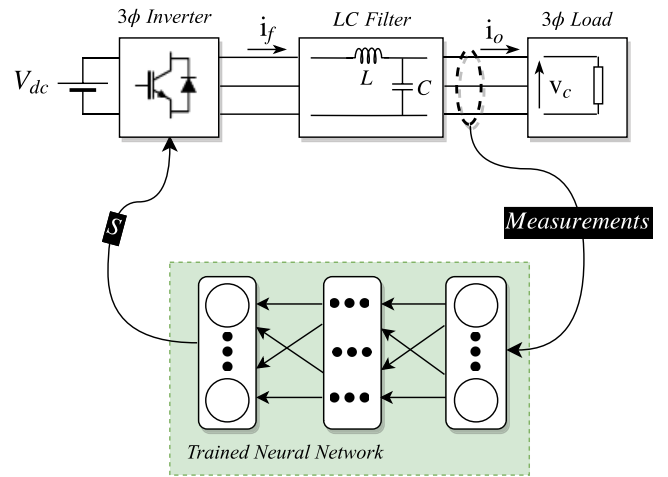 3ϕ Inverter
LC Filter
3ϕ Load
i_f
i_o
V_dc
L
C
v_c
S
Measurements
Trained Neural Network